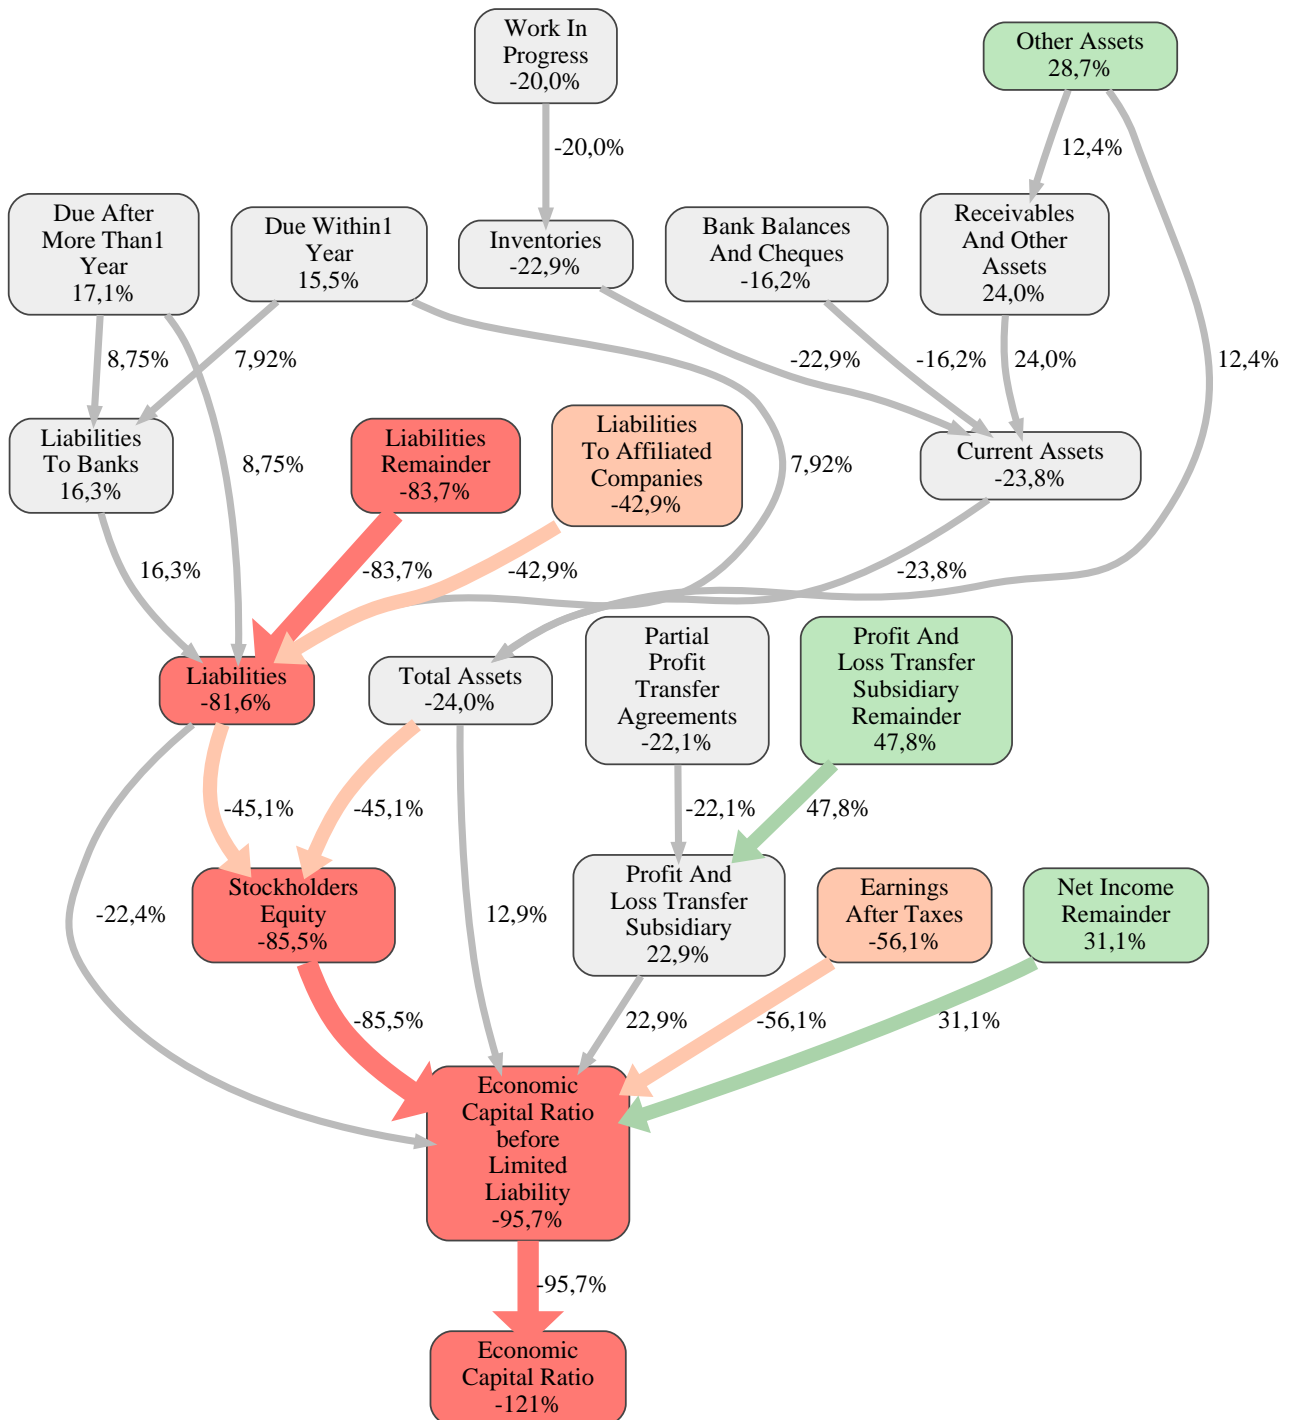 Work In
Progress
-20,0%
Other Assets
28,7%
-20,0%
12,4%
Due After
More Than1
Year
17,1%
Due Within1
Year
15,5%
Inventories
-22,9%
Bank Balances
And Cheques
-16,2%
Receivables
And Other
Assets
24,0%
8,75%
7,92%
-22,9%
-16,2%
24,0%
12,4%
Liabilities
To Banks
16,3%
8,75%
Liabilities
Remainder
-83,7%
Liabilities
To Affiliated
Companies
-42,9%
7,92%
Current Assets
-23,8%
16,3%
-83,7%
-42,9%
-23,8%
Liabilities
-81,6%
Total Assets
-24,0%
Partial
Profit
Transfer
Agreements
-22,1%
Profit And
Loss Transfer
Subsidiary
Remainder
47,8%
-45,1%
-45,1%
-22,1%
47,8%
-22,4%
Stockholders
Equity
-85,5%
12,9%
Profit And
Loss Transfer
Subsidiary
22,9%
Earnings
After Taxes
-56,1%
Net Income
Remainder
31,1%
-85,5%
22,9%
-56,1%
31,1%
Economic
Capital Ratio
before
Limited
Liability
-95,7%
-95,7%
Economic
Capital Ratio
-121%